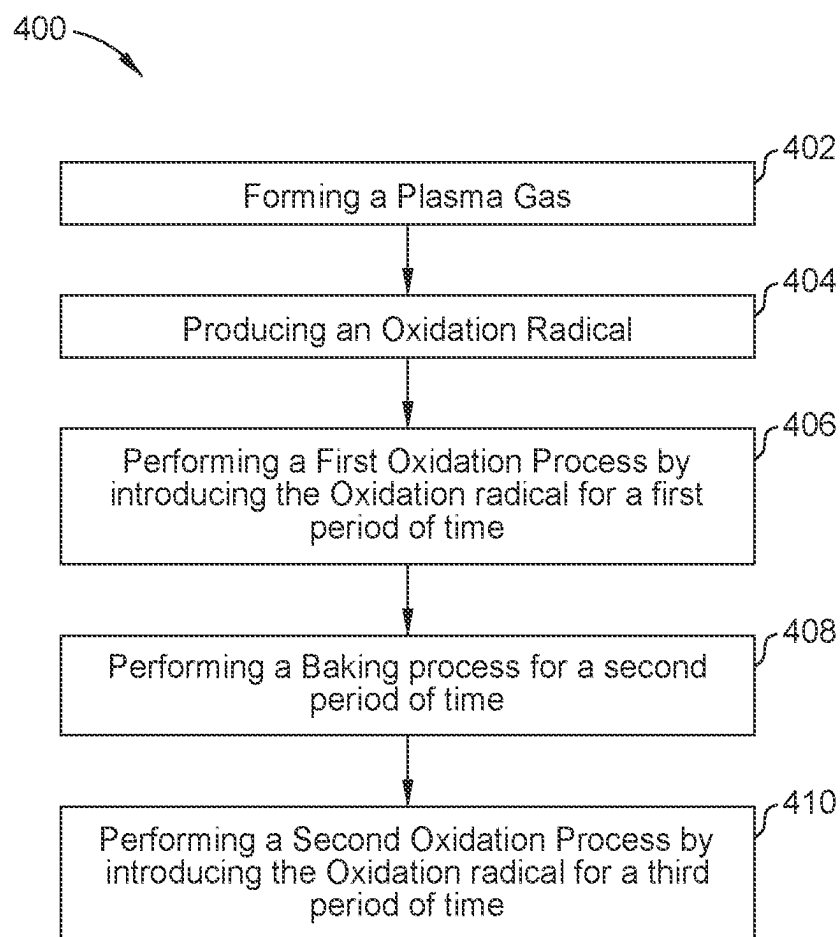 400
402
Forming a Plasma Gas
404
Producing an Oxidation Radical
406
Performing a First Oxidation Process by
introducing the Oxidation radical for a first
period of time
408
Performing a Baking process for a second
period of time
410
Performing a Second Oxidation Process by
introducing the Oxidation radical for a third
period of time